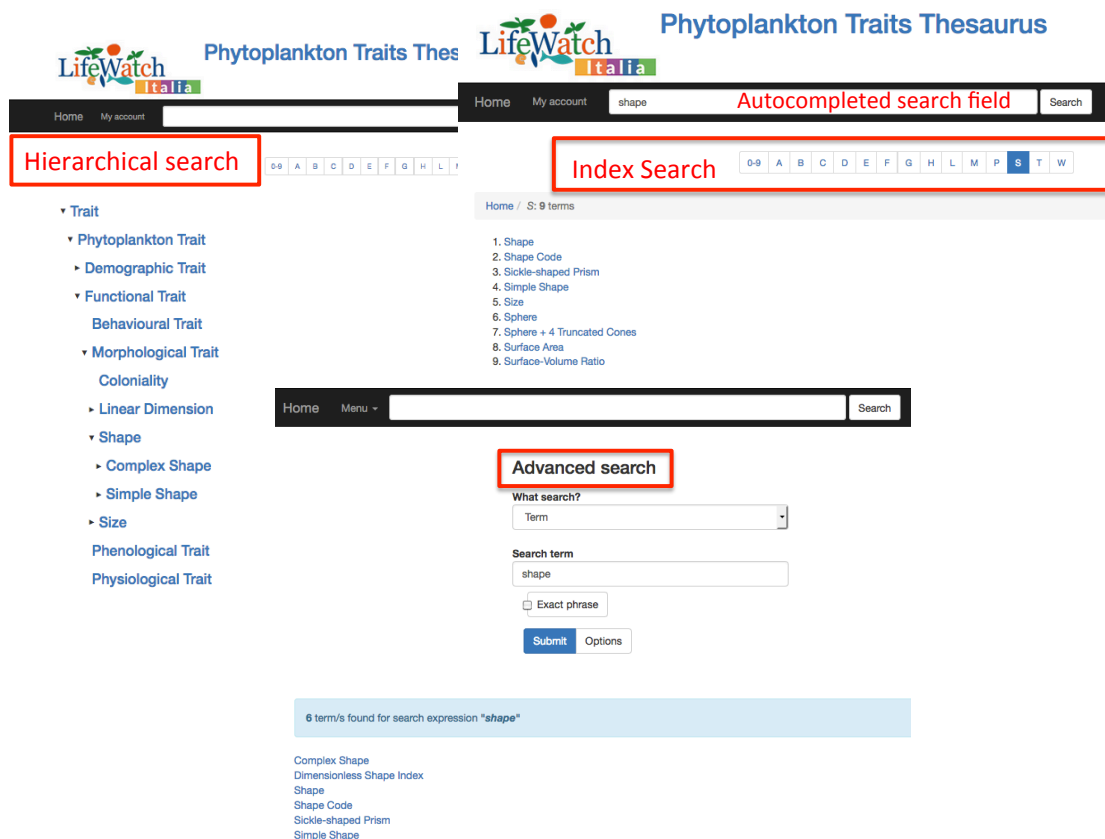 LifeWatch
Italia
Phytoplankton Traits Thes
Home My account
Hierarchical search
0-9 A B C D E F G H L
Trait
Phytoplankton Trait
Demographic Trait
Functional Trait
Behavioural Trait
Morphological Trait
Coloniality
Linear Dimension
Shape
Complex Shape
Simple Shape
Size
Phenological Trait
Physiological Trait
LifeWatch
Italia
Phytoplankton Traits Thesaurus
Home My account shape Autocompleted search field Search
Index Search 0-9 A B C D E F G H L M P S T W
Home / S: 9 terms
1. Shape
2. Shape Code
3. Sickle-shaped Prism
4. Simple Shape
5. Size
6. Sphere
7. Sphere + 4 Truncated Cones
8. Surface Area
9. Surface-Volume Ratio
Home Menu Search
Advanced search
What search?
Term
Search term
shape
Exact phrase
Submit Options
6 term/s found for search expression "shape"
Complex Shape
Dimensionless Shape Index
Shape
Shape Code
Sickle-shaped Prism
Simple Shape